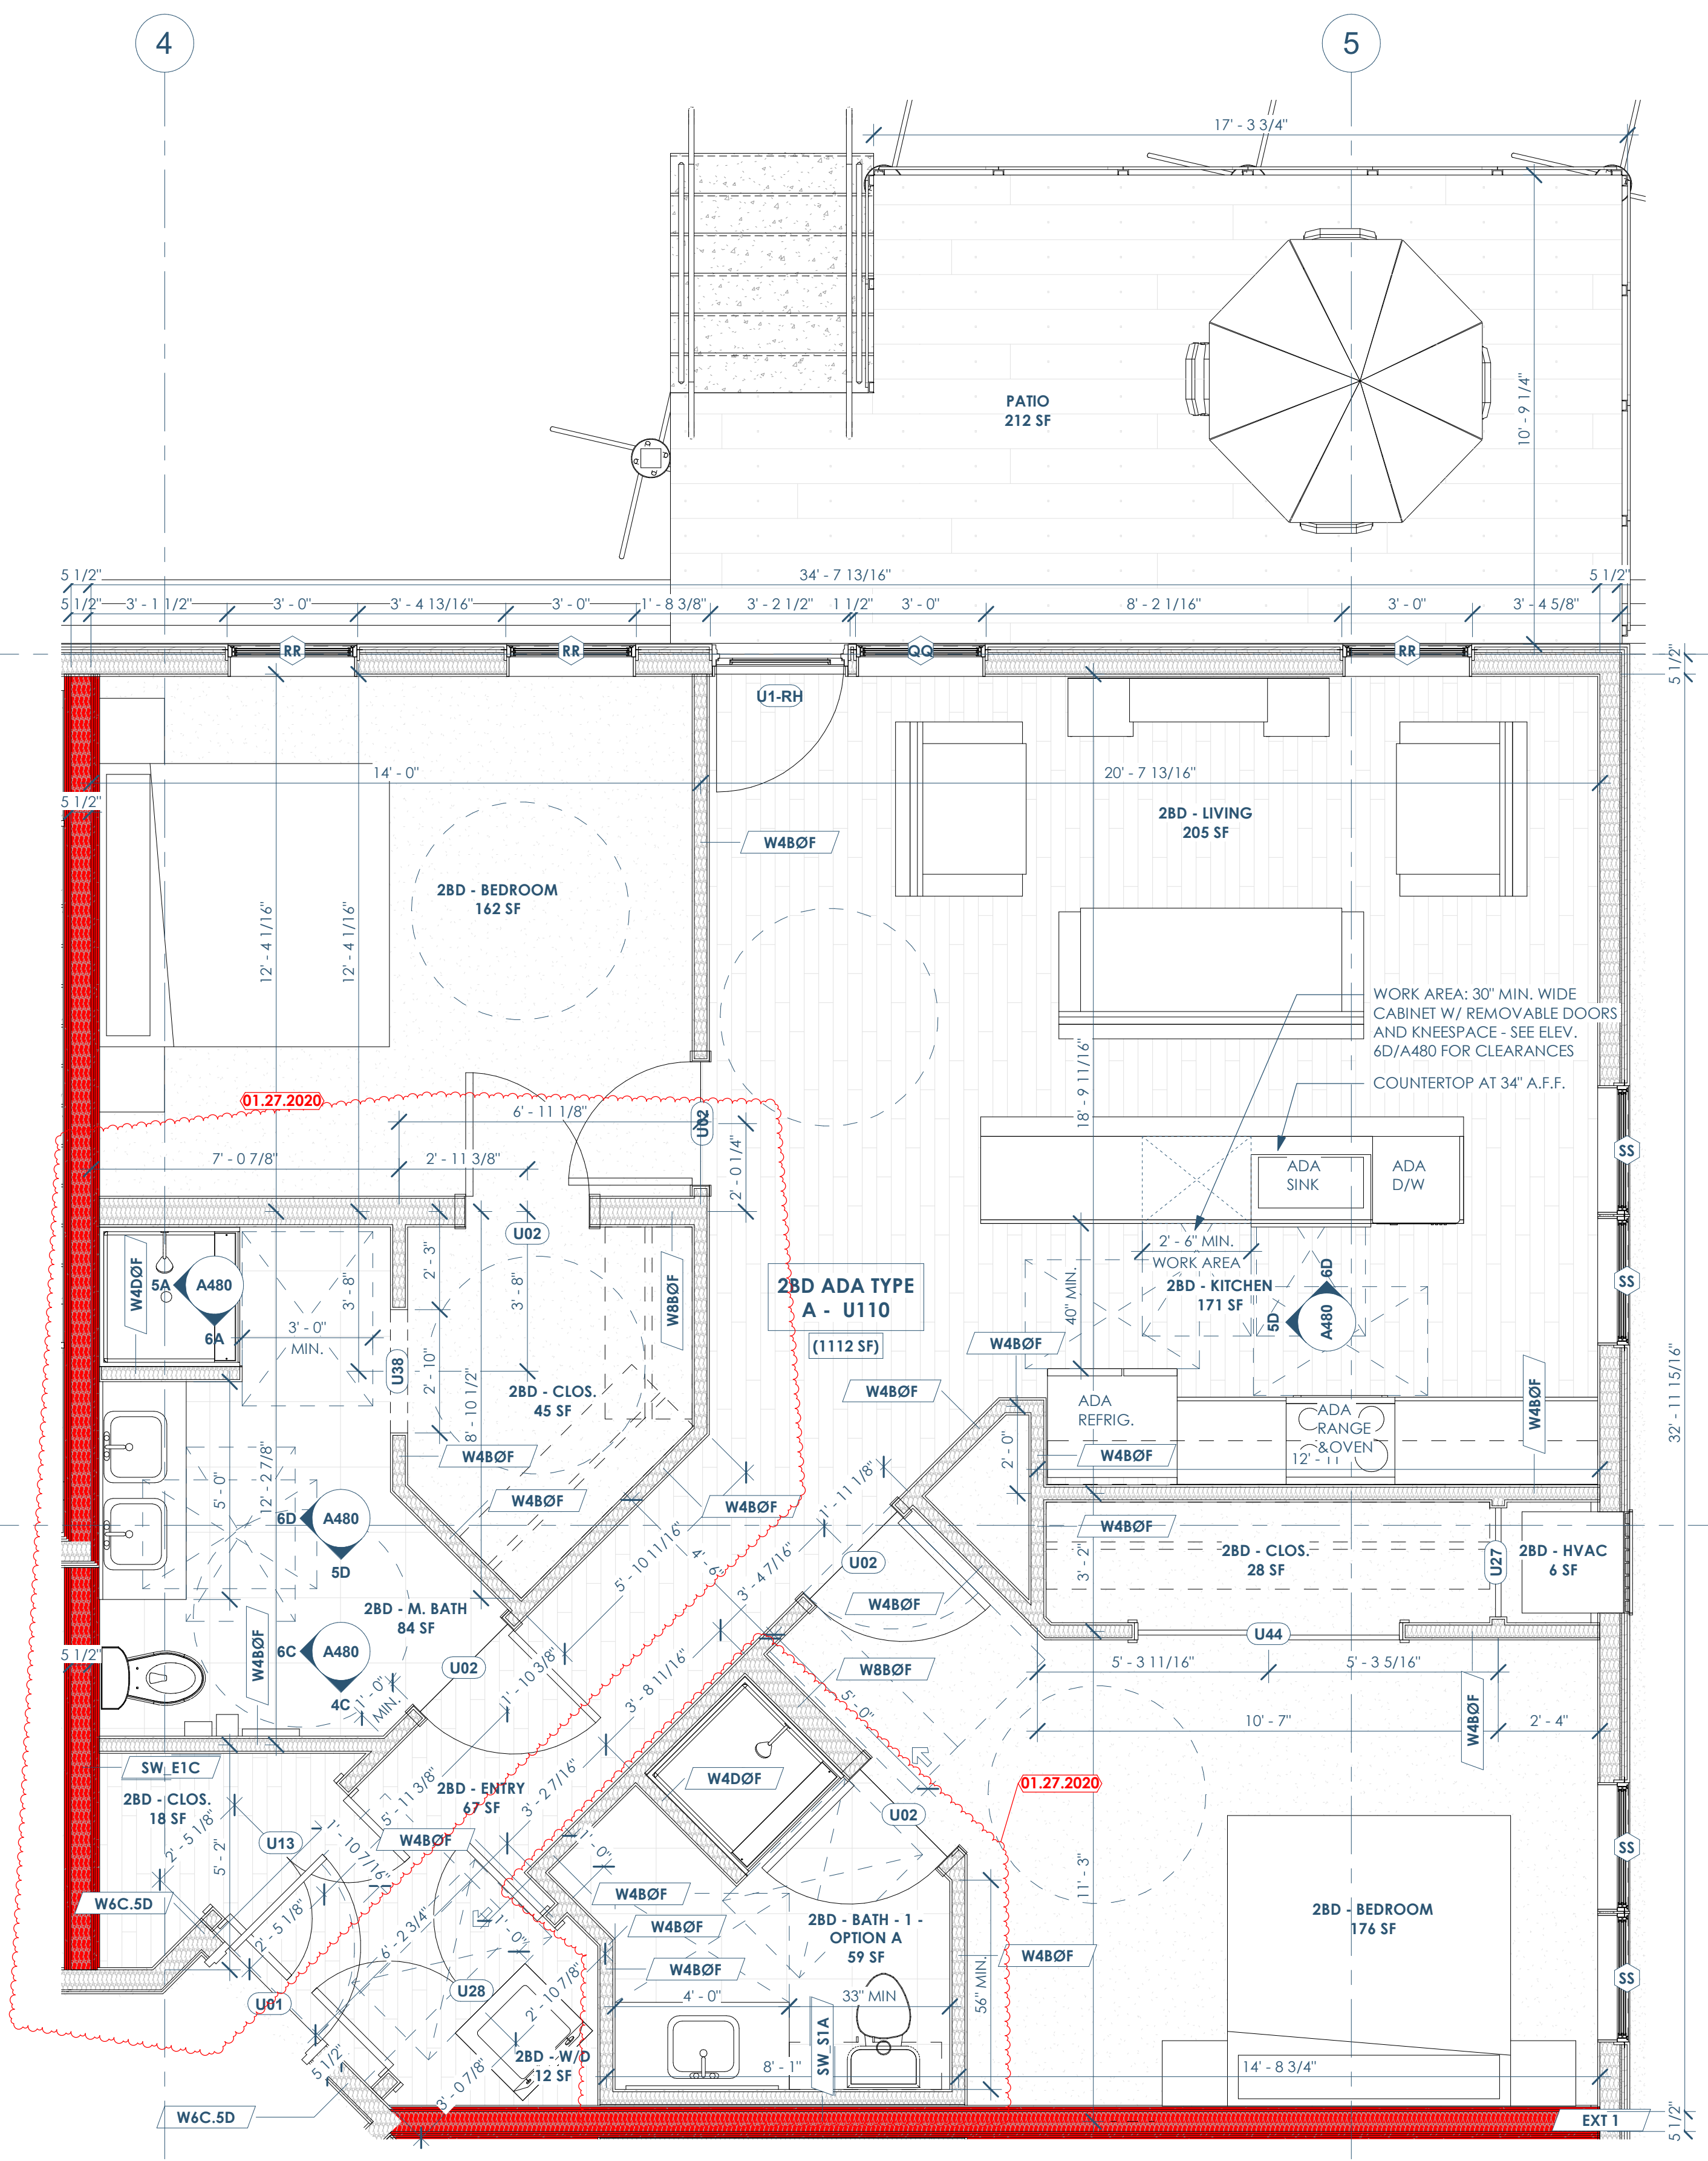 4
5
17' - 3 3/4"
PATIO
212 SF
10' - 9 1/4"
5 1/2"
34' - 7 13/16"
5 1/2"
5 1/2"
3' - 1 1/2"
3' - 0"
3' - 4 13/16"
3' - 0"
1' - 8 3/8"
3' - 2 1/2"
1 1/2"
3' - 0"
8' - 2 1/16"
3' - 0"
3' - 4 5/8"
RR
RR
QQ
RR
5 1/2"
U1-RH
14' - 0"
20' - 7 13/16"
5 1/2"
2BD - LIVING
205 SF
W4BØF
2BD - BEDROOM
162 SF
12' - 4 1/16"
12' - 4 1/16"
WORK AREA: 30" MIN. WIDE
CABINET W/ REMOVABLE DOORS
AND KNEESPACE - SEE ELEV.
6D/A480 FOR CLEARANCES
COUNTERTOP AT 34" A.F.F.
18' - 9 11/16"
01.27.2020
6' - 11 1/8"
U02
7' - 0 7/8"
2' - 11 3/8"
2' - 0 1/4"
ADA
SINK
ADA
D/W
SS
U02
2' - 6" MIN.
WORK AREA
2BD - KITCHEN
171 SF
6D
5D
A480
SS
W4DØF
5A
A480
6A
2' - 3"
3' - 8"
3' - 8"
W8BØF
2BD ADA TYPE
A - U110
(1112 SF)
40" MIN.
3' - 0"
MIN.
U38
2' - 10"
8' - 10 1/2"
2BD - CLOS.
45 SF
W4BØF
W4BØF
ADA
REFRIG.
ADA
RANGE
&OVEN
12' - 11"
W4BØF
32' - 11 15/16"
W4BØF
2' - 0"
W4BØF
W4BØF
W4BØF
1' - 11 1/8"
5' - 0"
12' - 2 7/8"
6D
A480
5D
5' - 10 11/16"
4' - 6"
3' - 4 7/16"
U02
W4BØF
3' - 2"
2BD - CLOS.
28 SF
U27
2BD - HVAC
6 SF
W4BØF
2BD - M. BATH
84 SF
U44
5 1/2"
W4BØF
6C
A480
4C
1' - 0"
MIN.
U02
1' - 10 3/8"
3' - 8 11/16"
W8BØF
5' - 0"
5' - 3 11/16"
5' - 3 5/16"
10' - 7"
2' - 4"
W4BØF
SW_E1C
2BD - CLOS.
18 SF
2' - 5 1/8"
5' - 2"
U13
1' - 10 7/16"
5' - 11 3/8"
2BD - ENTRY
67 SF
3' - 2 7/16"
W4DØF
01.27.2020
U02
W4BØF
1' - 0"
W6C.5D
2' - 5 1/8"
6' - 2 3/4"
1' - 0"
W4BØF
W4BØF
W4BØF
2BD - BATH - 1 -
OPTION A
59 SF
W4BØF
11' - 3"
2BD - BEDROOM
176 SF
SS
SS
U01
U28
2' - 10 7/8"
4' - 0"
33" MIN
56" MIN.
5 1/2"
2BD - W/D
12 SF
3' - 0 7/8"
8' - 1"
SW_S1A
14' - 8 3/4"
W6C.5D
EXT 1
5 1/2"